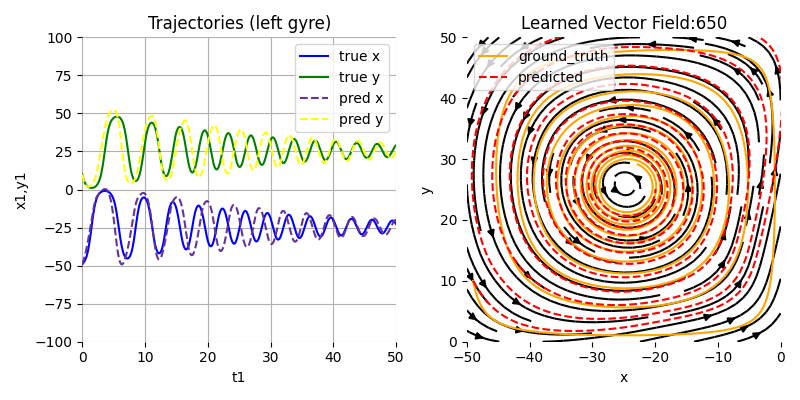 Trajectories (left gyre)
100
75
50
25
0
−25
−50
−75
−100
x1,y1
0
10
20
30
40
50
t1
true x
true y
pred x
pred y
Learned Vector Field:650
50
40
30
20
10
0
y
−50
−40
−30
−20
−10
0
x
ground_truth
predicted